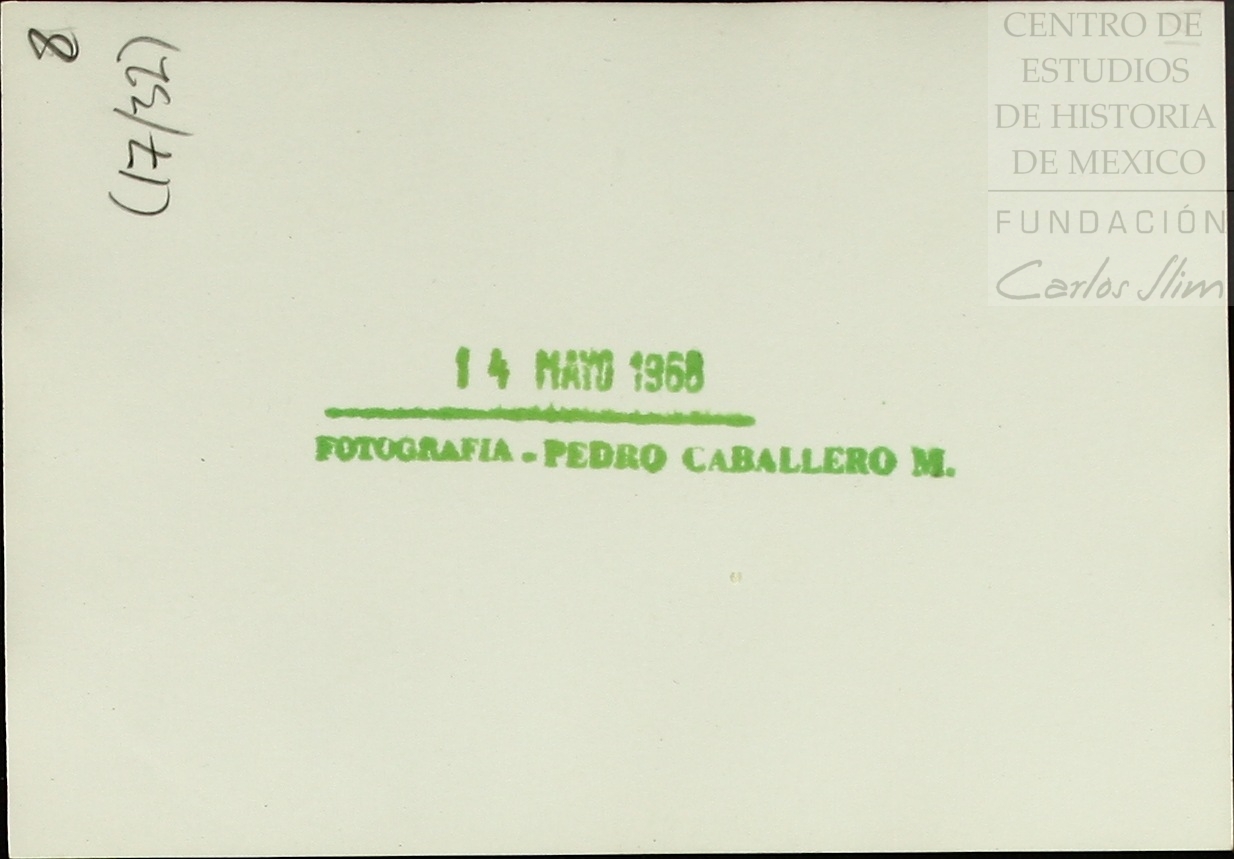 8
(17/32)
CENTRO DE
ESTUDIOS
DE HISTORIA
DE MEXICO
FUNDACIÓN
Carlos Slim
14 MAYO 1968
FOTOGRAFIA - PEDRO CABALLERO M.